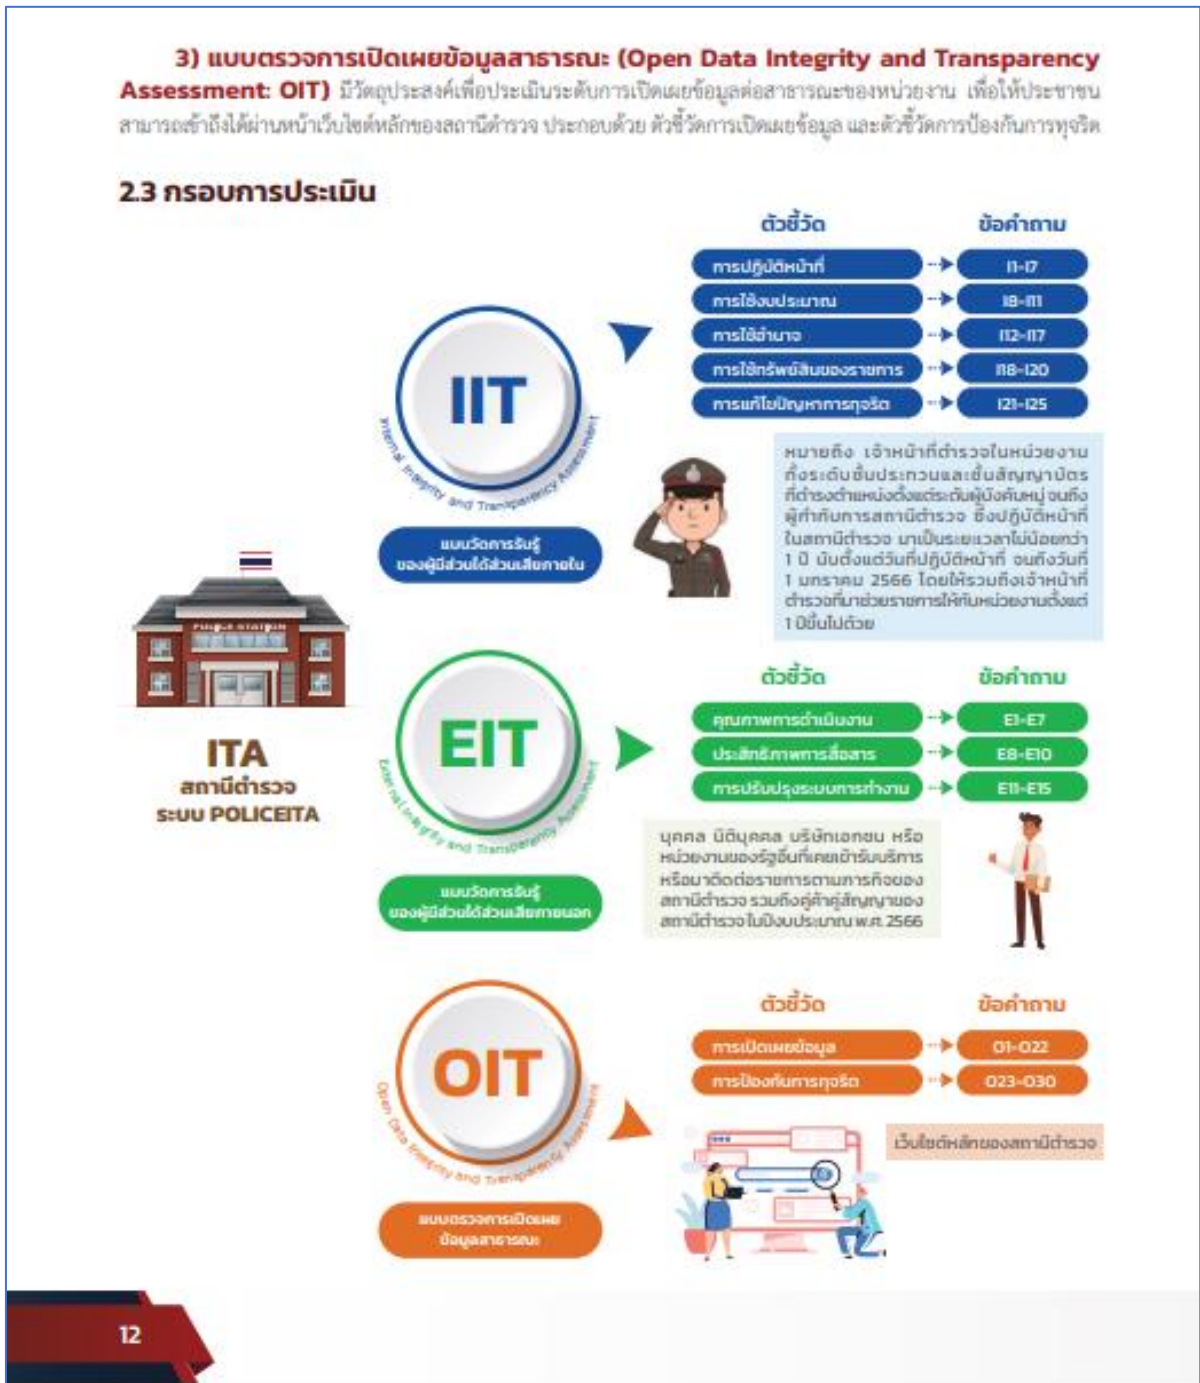 3) แบบตรวจการเปิดเผยข้อมูลสาธารณะ (Open Data Integrity and Transparency
Assessment: OIT) มีวัตถุประสงค์เพื่อประเมินระดับการเปิดเผยข้อมูลต่อสาธารณะของหน่วยงาน เพื่อให้ประชาชน
สามารถเข้าถึงได้ผ่านหน้าเว็บไซต์หลักของสถานีตำรวจ ประกอบด้วย ตัวชี้วัดการเปิดเผยข้อมูล และตัวชี้วัดการป้องกันการทุจริต
2.3 กรอบการประเมิน
ตัวชี้วัด ข้อคำถาม
การปฏิบัติหน้าที่ I1-I7
การใช้งบประมาณ I8-I11
การใช้อำนาจ I12-I17
การใช้ทรัพย์สินของราชการ I18-I20
การแก้ไขปัญหาการทุจริต I21-I25
IIT
Internal Integrity and Transparency Assessment
แบบวัดการรับรู้
ของผู้มีส่วนได้ส่วนเสียภายใน
หมายถึง เจ้าหน้าที่ตำรวจในหน่วยงาน
ทั้งระดับชั้นประทวนและชั้นสัญญาบัตร
ที่ดำรงตำแหน่งตั้งแต่ระดับผู้บังคับหมู่ จนถึง
ผู้กำกับการสถานีตำรวจ ซึ่งปฏิบัติหน้าที่
ในสถานีตำรวจ มาเป็นระยะเวลาไม่น้อยกว่า
1 ปี นับตั้งแต่วันที่ปฏิบัติหน้าที่ จนถึงวันที่
1 มกราคม 2566 โดยให้รวมถึงเจ้าหน้าที่
ตำรวจที่มาช่วยราชการให้กับหน่วยงานตั้งแต่
1 ปีขึ้นไปด้วย
POLICE STATION
ITA
สถานีตำรวจ
ระบบ POLICEITA
ตัวชี้วัด ข้อคำถาม
คุณภาพการดำเนินงาน E1-E7
ประสิทธิภาพการสื่อสาร E8-E10
การปรับปรุงระบบการทำงาน E11-E15
EIT
External Integrity and Transparency Assessment
แบบวัดการรับรู้
ของผู้มีส่วนได้ส่วนเสียภายนอก
บุคคล นิติบุคคล บริษัทเอกชน หรือ
หน่วยงานของรัฐอื่นที่เคยเข้ารับบริการ
หรือมาติดต่อราชการตามภารกิจของ
สถานีตำรวจ รวมถึงคู่ค้าคู่สัญญาของ
สถานีตำรวจ ในปีงบประมาณ พ.ศ. 2566
ตัวชี้วัด ข้อคำถาม
การเปิดเผยข้อมูล O1-O22
การป้องกันการทุจริต O23-O30
OIT
Open Data Integrity and Transparency Assessment
แบบตรวจการเปิดเผย
ข้อมูลสาธารณะ
เว็บไซต์หลักของสถานีตำรวจ
12